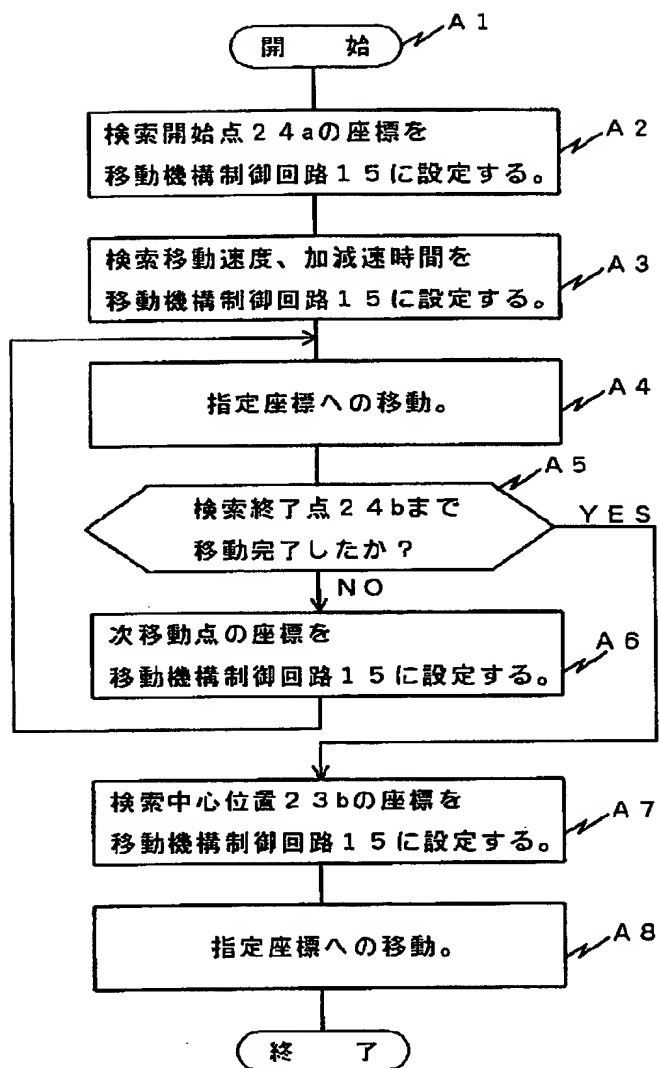 開　始
A1
検索開始点24aの座標を
移動機構制御回路15に設定する。
A2
検索移動速度、加減速時間を
移動機構制御回路15に設定する。
A3
指定座標への移動。
A4
A5
検索終了点24bまで
移動完了したか？
YES
NO
次移動点の座標を
移動機構制御回路15に設定する。
A6
検索中心位置23bの座標を
移動機構制御回路15に設定する。
A7
指定座標への移動。
A8
終　了